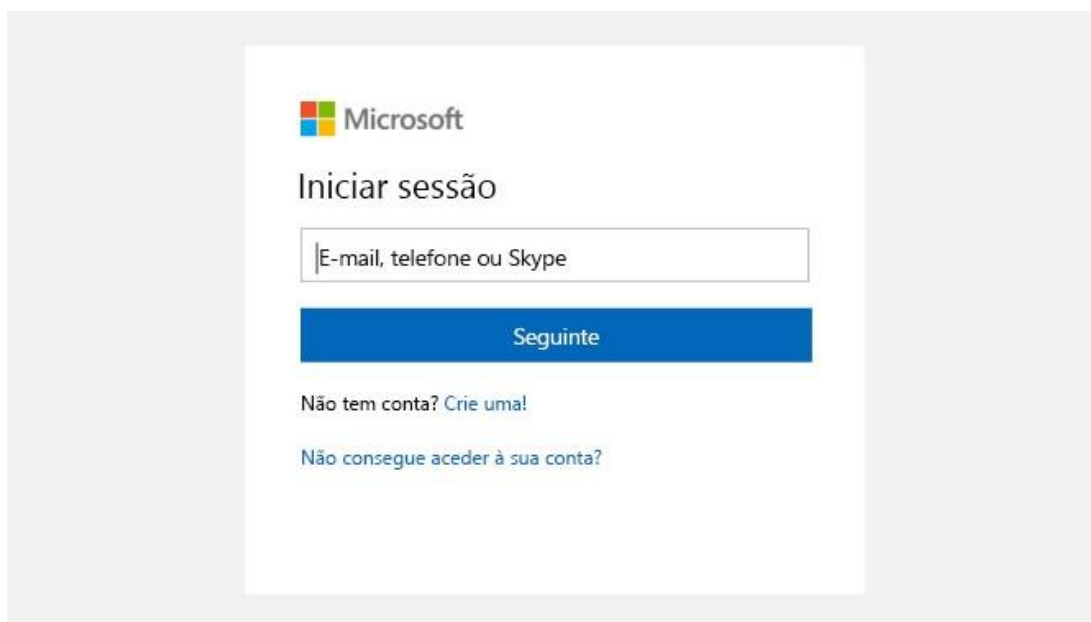 Microsoft
Iniciar sessão
E-mail, telefone ou Skype
Seguinte
Não tem conta? Crie uma!
Não consegue aceder à sua conta?